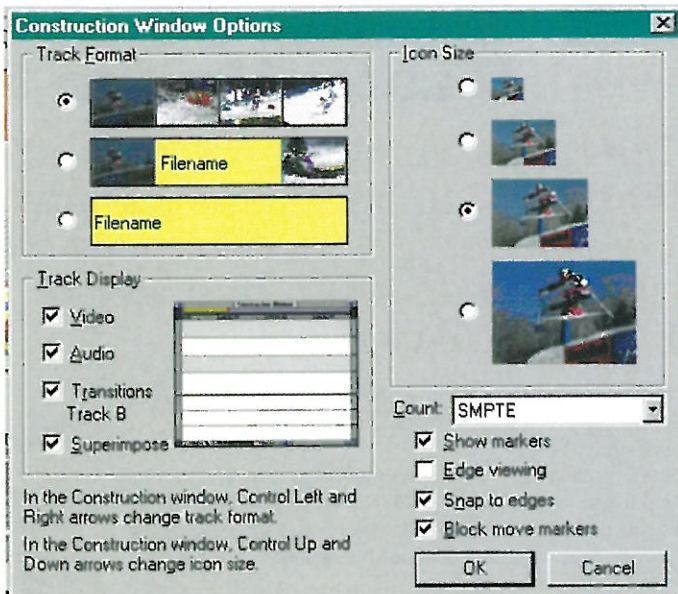 Construction Window Options
Track Format
Filename
Filename
Track Display
Video
Audio
Transitions
Track B
Superimpose
In the Construction window, Control Left and
Right arrows change track format.
In the Construction window, Control Up and
Down arrows change icon size.
Icon Size
Count: SMPTE
Show markers
Edge viewing
Snap to edges
Block move markers
OK
Cancel